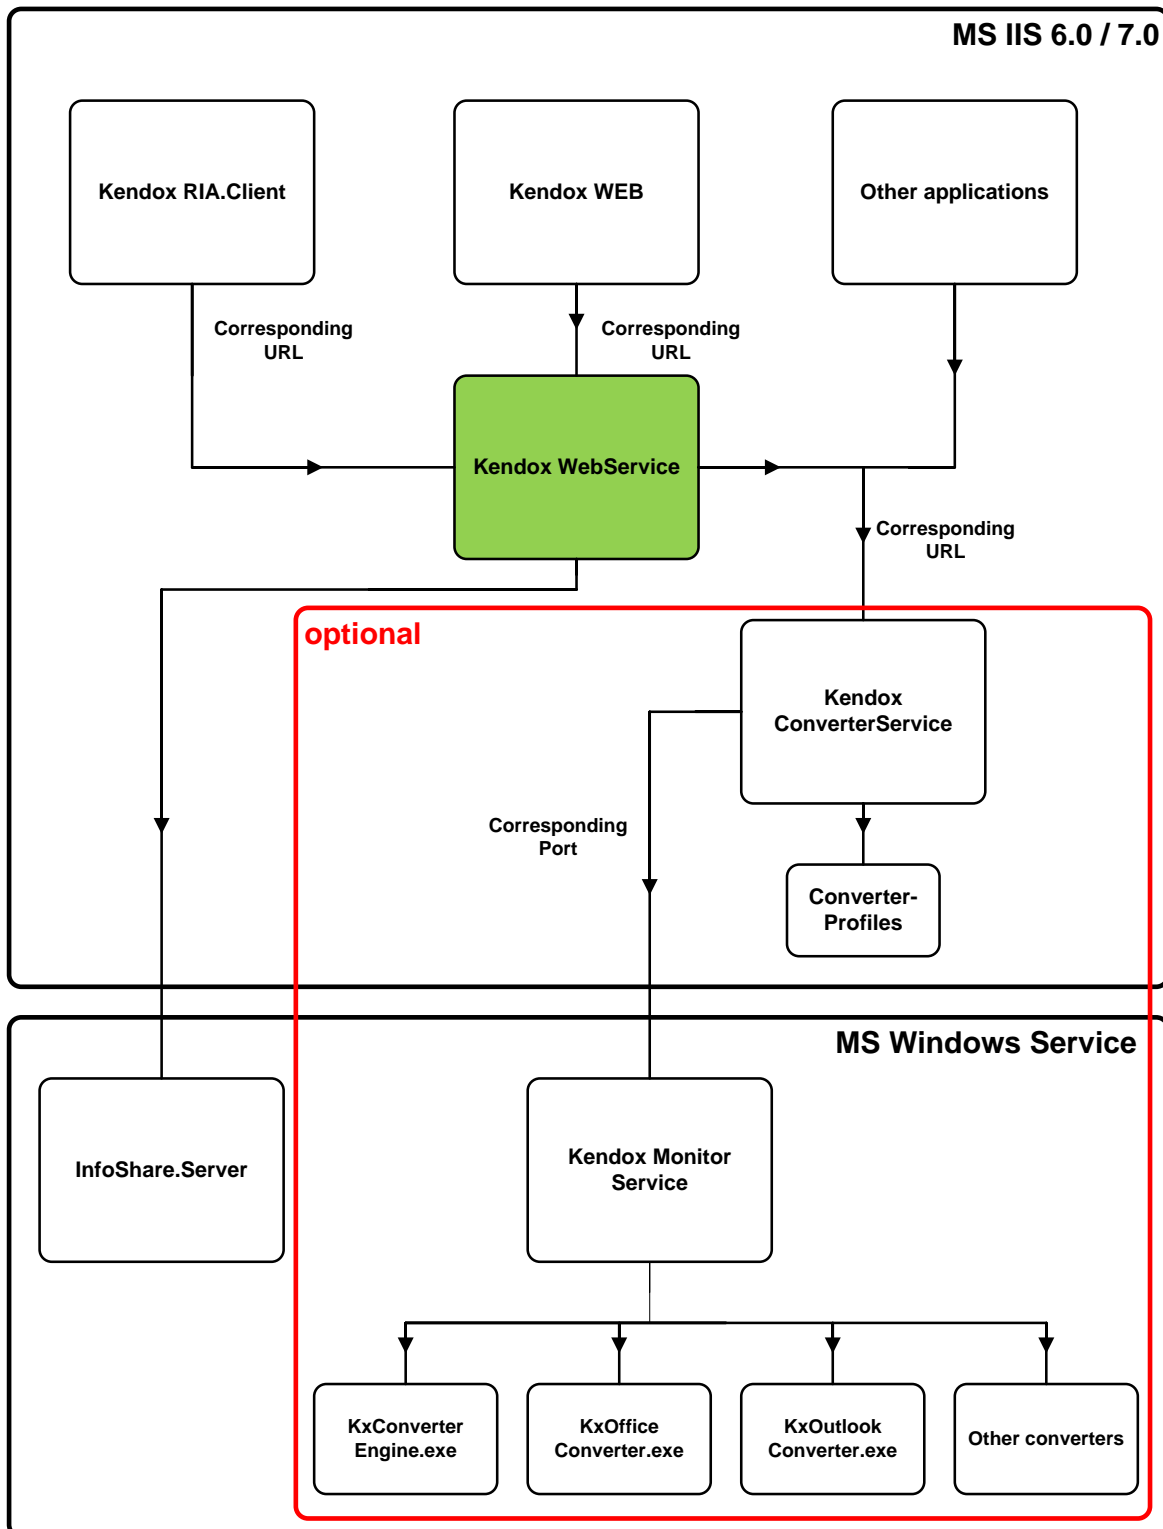 MS IIS 6.0 / 7.0
Kendox RIA.Client
Kendox WEB
Other applications
Corresponding
URL
Corresponding
URL
Kendox WebService
Corresponding
URL
optional
Kendox
ConverterService
Corresponding
Port
Converter-
Profiles
MS Windows Service
InfoShare.Server
Kendox Monitor
Service
KxConverter
Engine.exe
KxOffice
Converter.exe
KxOutlook
Converter.exe
Other converters